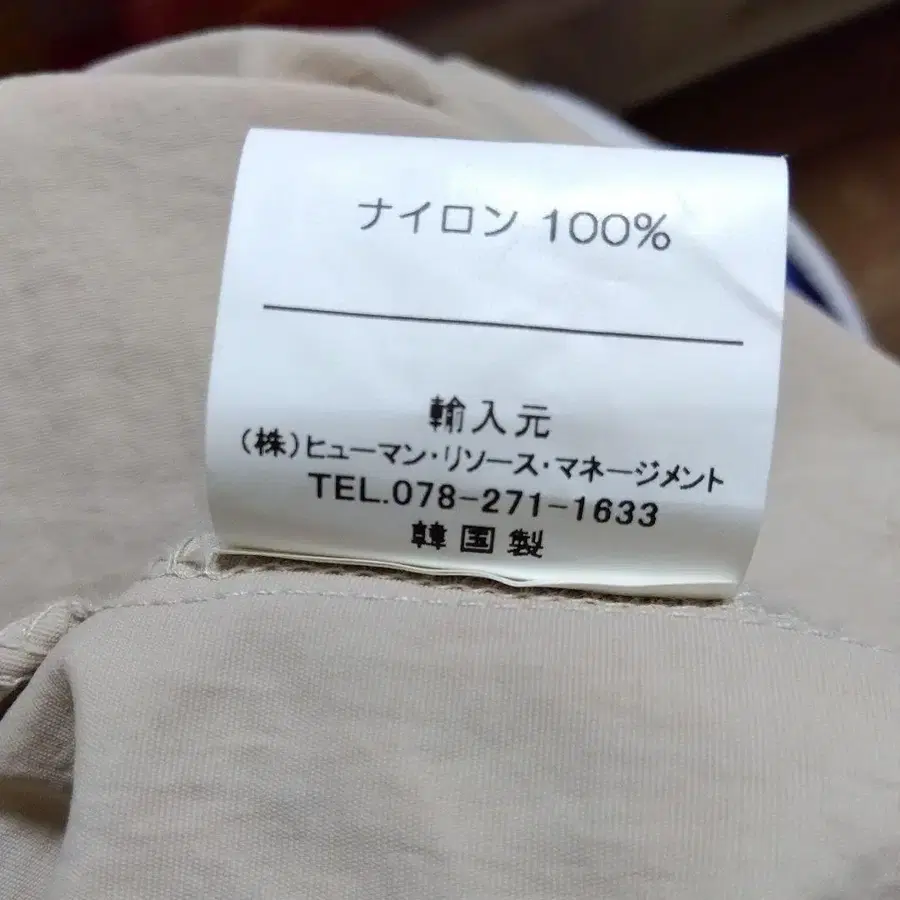 ナイロン 100%
輸入元
(株)ヒューマン・リソース・マネージメント
TEL.078-271-1633
韓国製